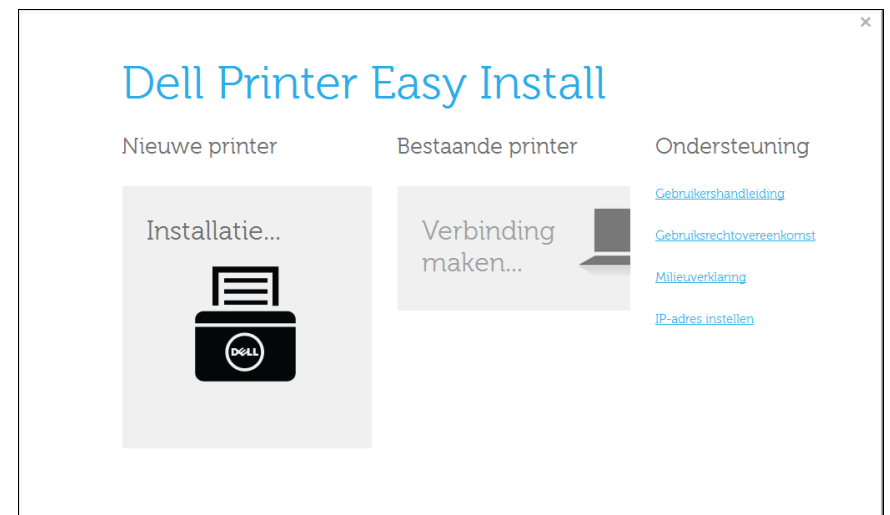 Dell Printer Easy Install
Nieuwe printer
Installatie...
DELL
Bestaande printer
Verbinding
maken...
Ondersteuning
Gebruikershandleiding
Gebruiksrechtovereenkomst
Milieuverklaring
IP-adres instellen